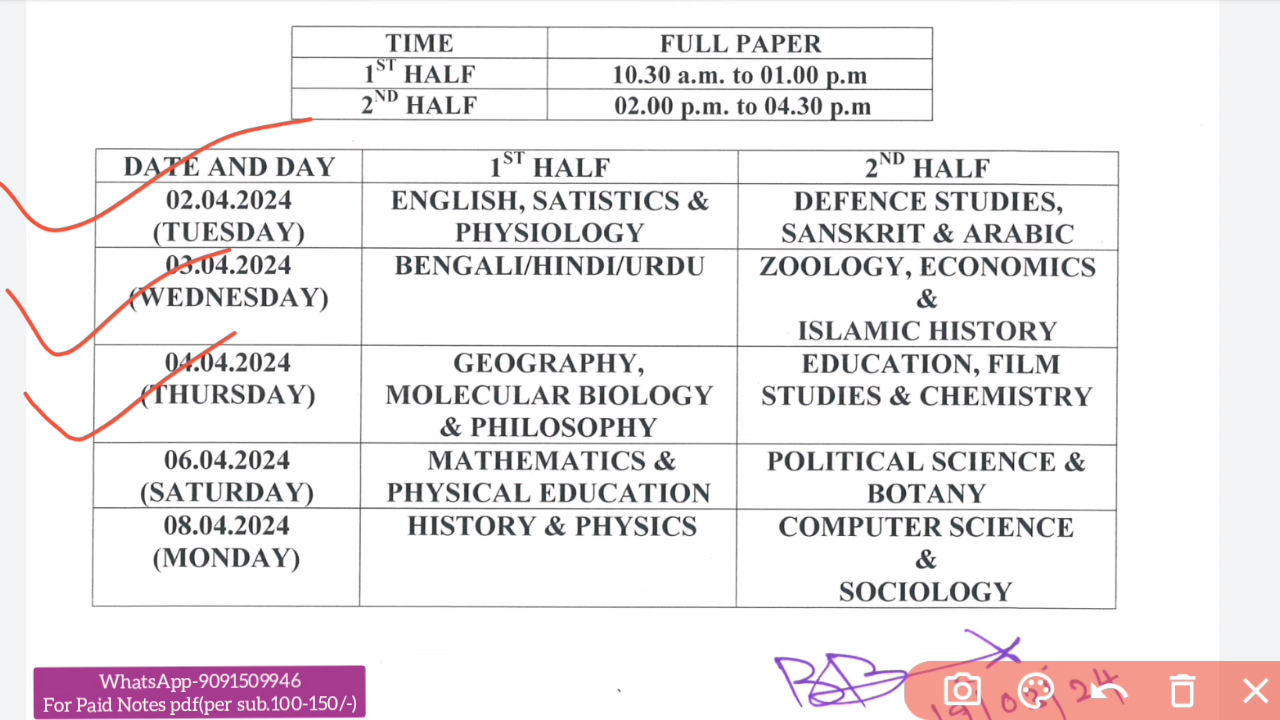 TIME FULL PAPER
1ST HALF 10.30 a.m. to 01.00 p.m
2ND HALF 02.00 p.m. to 04.30 p.m
DATE AND DAY 1ST HALF 2ND HALF
02.04.2024 ENGLISH, SATISTICS & DEFENCE STUDIES,
(TUESDAY) PHYSIOLOGY SANSKRIT & ARABIC
03.04.2024 BENGALI/HINDI/URDU ZOOLOGY, ECONOMICS
(WEDNESDAY) &
ISLAMIC HISTORY
04.04.2024 GEOGRAPHY, EDUCATION, FILM
(THURSDAY) MOLECULAR BIOLOGY STUDIES & CHEMISTRY
& PHILOSOPHY
06.04.2024 MATHEMATICS & POLITICAL SCIENCE &
(SATURDAY) PHYSICAL EDUCATION BOTANY
08.04.2024 HISTORY & PHYSICS COMPUTER SCIENCE
(MONDAY) &
SOCIOLOGY
WhatsApp-9091509946
For Paid Notes pdf(per sub.100-150/-)